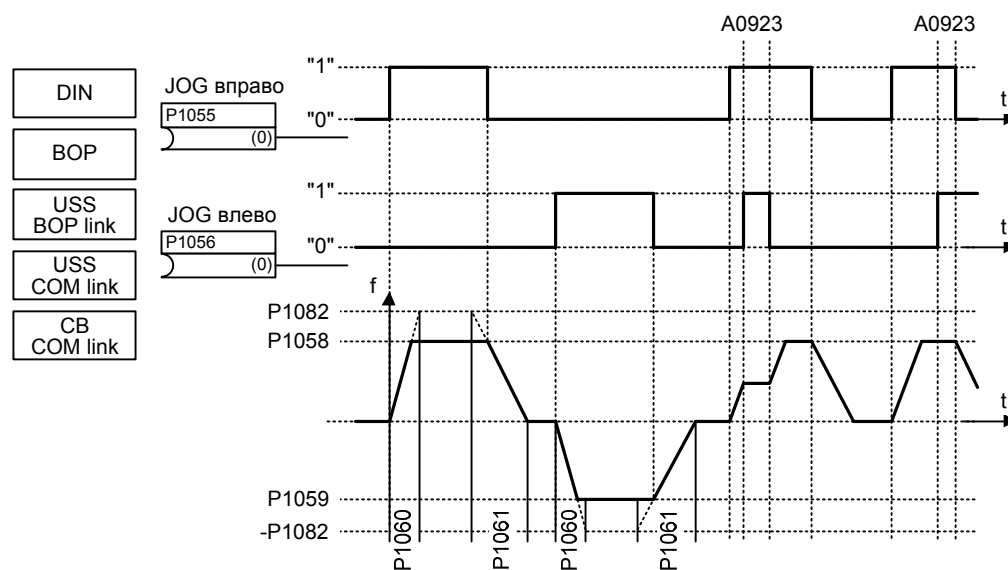 A0923
A0923
DIN
BOP
USS
BOP link
USS
COM link
CB
COM link
JOG вправо
P1055
(0)
"1"
"0"
t
JOG влево
P1056
(0)
"1"
"0"
t
f
P1082
P1058
t
P1059
-P1082
P1060
P1061
P1060
P1061